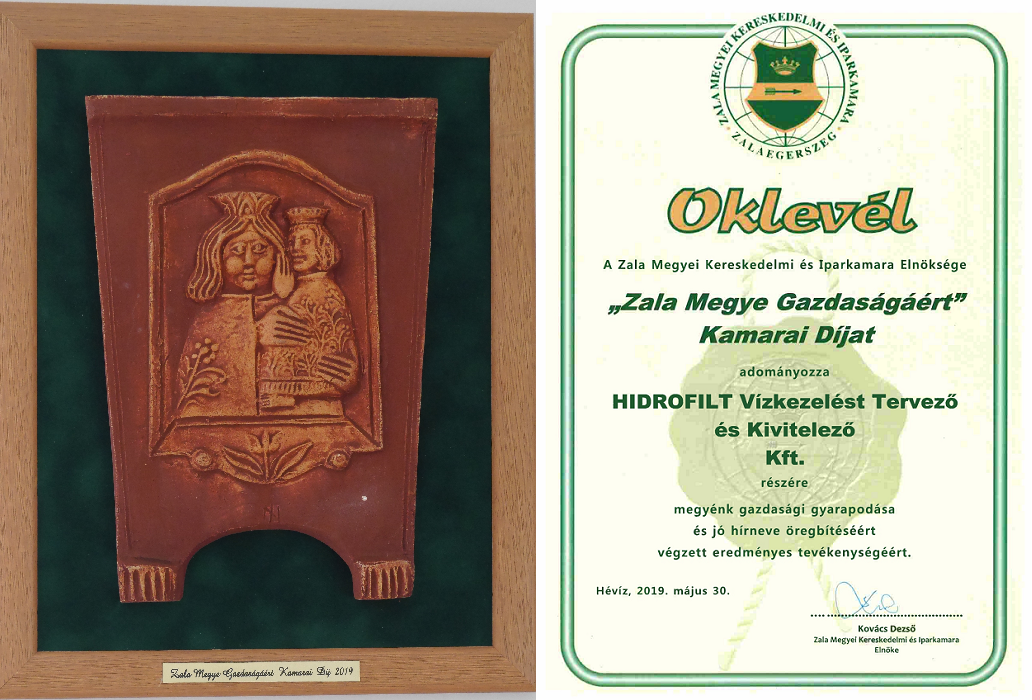 Zala Megye Gazdaságáért Kamarai Díj 2019
ZALA MEGYEI KERESKEDELMI ÉS IPARKAMARA
ZALAEGERSZEG
Oklevél
A Zala Megyei Kereskedelmi és Iparkamara Elnöksége
„Zala Megye Gazdaságáért”
Kamarai Díjat
adományozza
HIDROFILT Vízkezelést Tervező
és Kivitelező
Kft.
részére
megyénk gazdasági gyarapodása
és jó hírneve öregbítéséért
végzett eredményes tevékenységéért.
Hévíz, 2019. május 30.
Kovács Dezső
Zala Megyei Kereskedelmi és Iparkamara
Elnöke